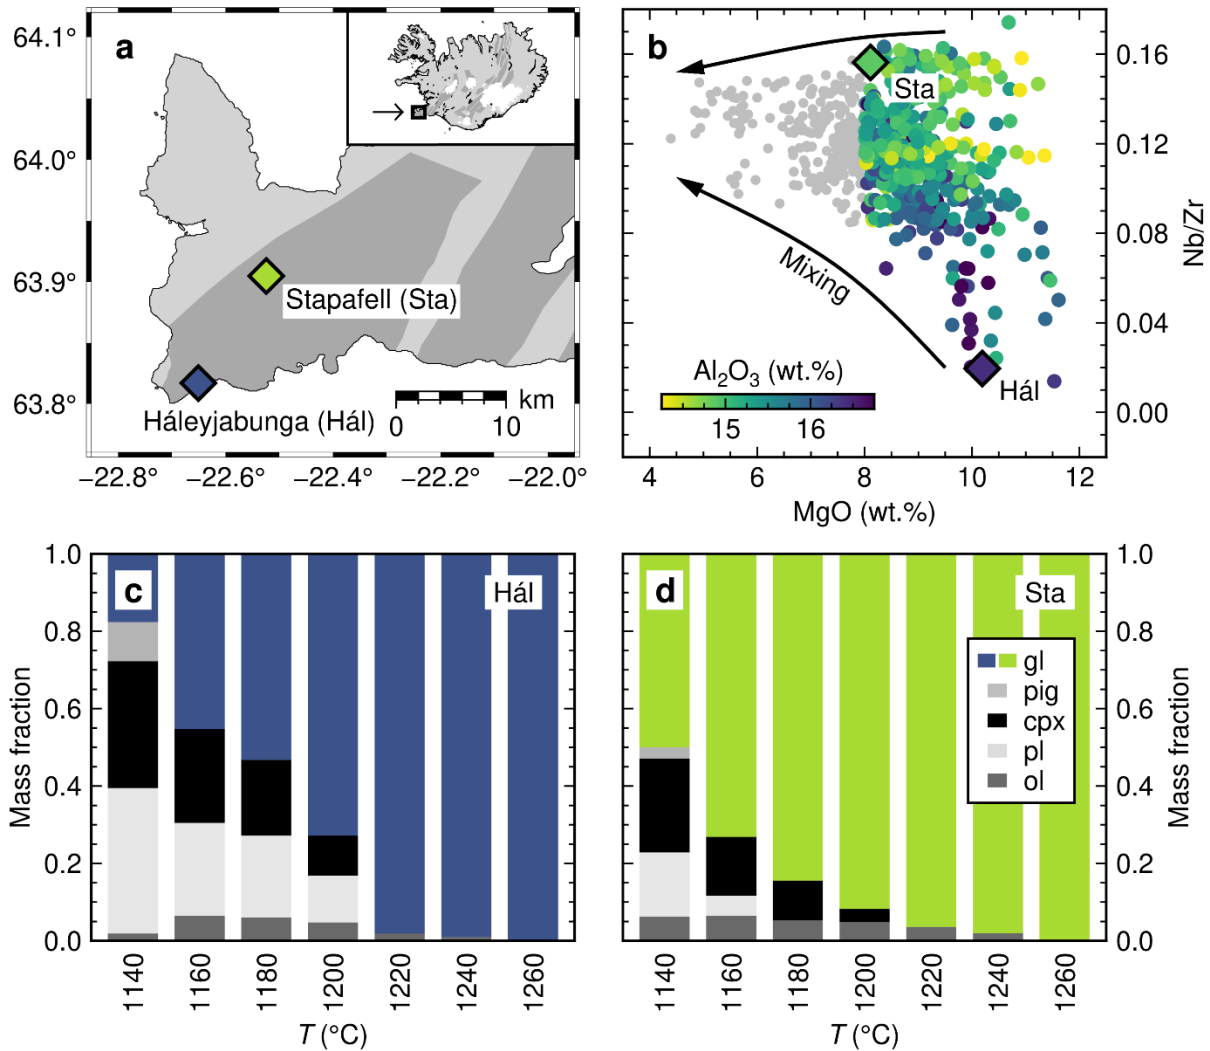 a
64.1°
64.0°
63.9°
63.8°
Stapafell (Sta)
Háleyjabunga (Hál)
km
0 10
−22.8° −22.6° −22.4° −22.2° −22.0°
b
Sta
Mixing
Al₂O₃ (wt.%)
15 16
Hál
0.16
0.12
0.08
0.04
0.00
Nb/Zr
4 6 8 10 12
MgO (wt.%)
c
Hál
1.0
0.8
0.6
0.4
0.2
0.0
Mass fraction
1140 1160 1180 1200 1220 1240 1260
T (°C)
d
Sta
gl
pig
cpx
pl
ol
1.0
0.8
0.6
0.4
0.2
0.0
Mass fraction
1140 1160 1180 1200 1220 1240 1260
T (°C)